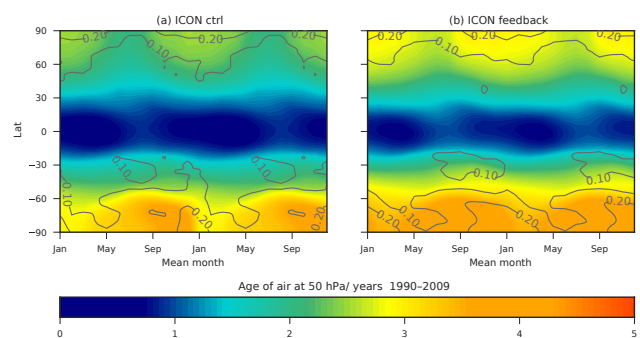 (a) ICON ctrl
(b) ICON feedback
90
60
30
0
−30
−60
−90
Lat
0.20
0.10
0.20
0.10
0.20
0.10
0.10
0.20
0.20
0.20
0.10
0.10
0.10
0.20
0.10
0.20
Jan May Sep Jan May Sep
Jan May Sep Jan May Sep
Mean month
Mean month
Age of air at 50 hPa/ years 1990–2009
0 1 2 3 4 5